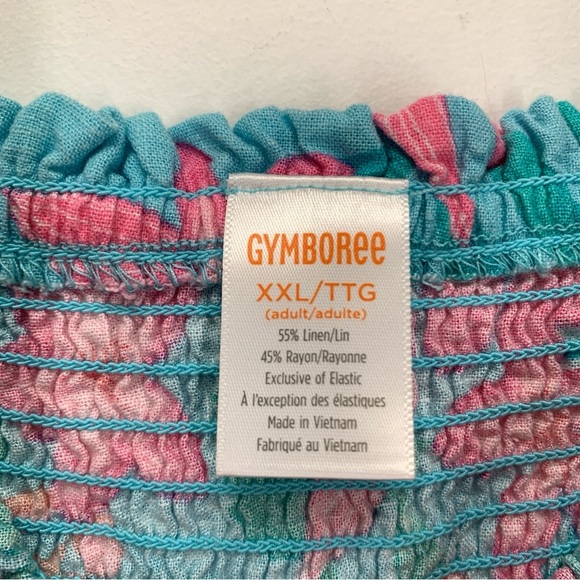 GYMBOREE
XXL/TTG
(adult/adulte)
55% Linen/Lin
45% Rayon/Rayonne
Exclusive of Elastic
À l'exception des élastiques
Made in Vietnam
Fabriqué au Vietnam